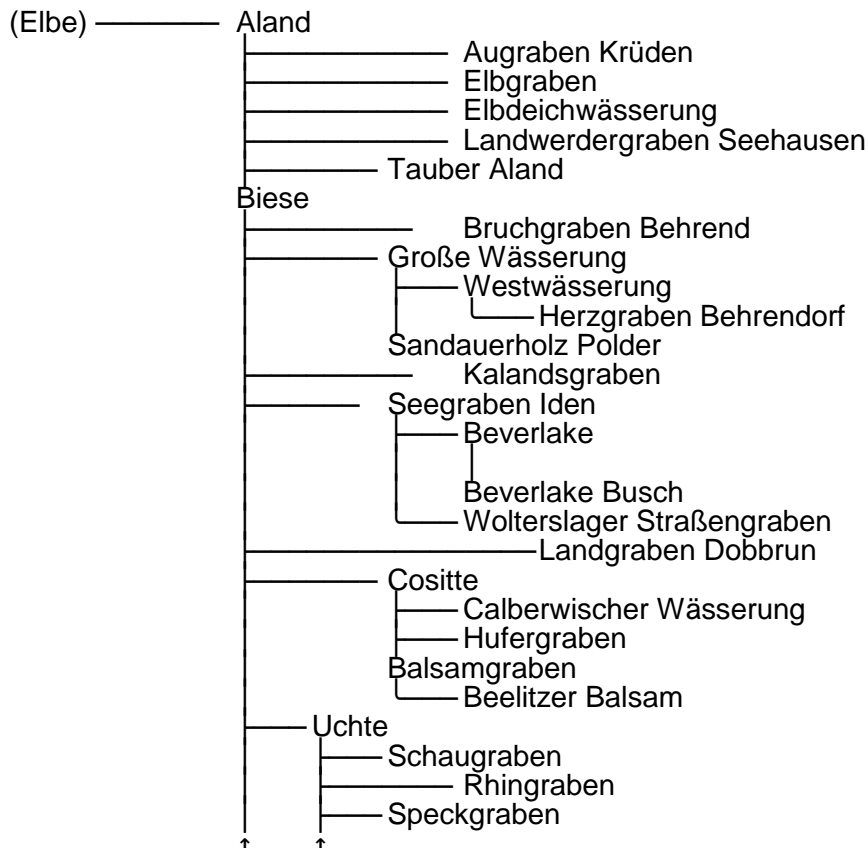 (Elbe) Aland
Augraben Krüden
Elbgraben
Elbdeichwässerung
Landwerdergraben Seehausen
Tauber Aland
Biese
Bruchgraben Behrend
Große Wässerung
Westwässerung
Herzgraben Behrendorf
Sandauerholz Polder
Kalandsgraben
Seegraben Iden
Beverlake
Beverlake Busch
Wolterslager Straßengraben
Landgraben Dobbrun
Cositte
Calberwischer Wässerung
Hufergraben
Balsamgraben
Beelitzer Balsam
Uchte
Schaugraben
Rhingraben
Speckgraben